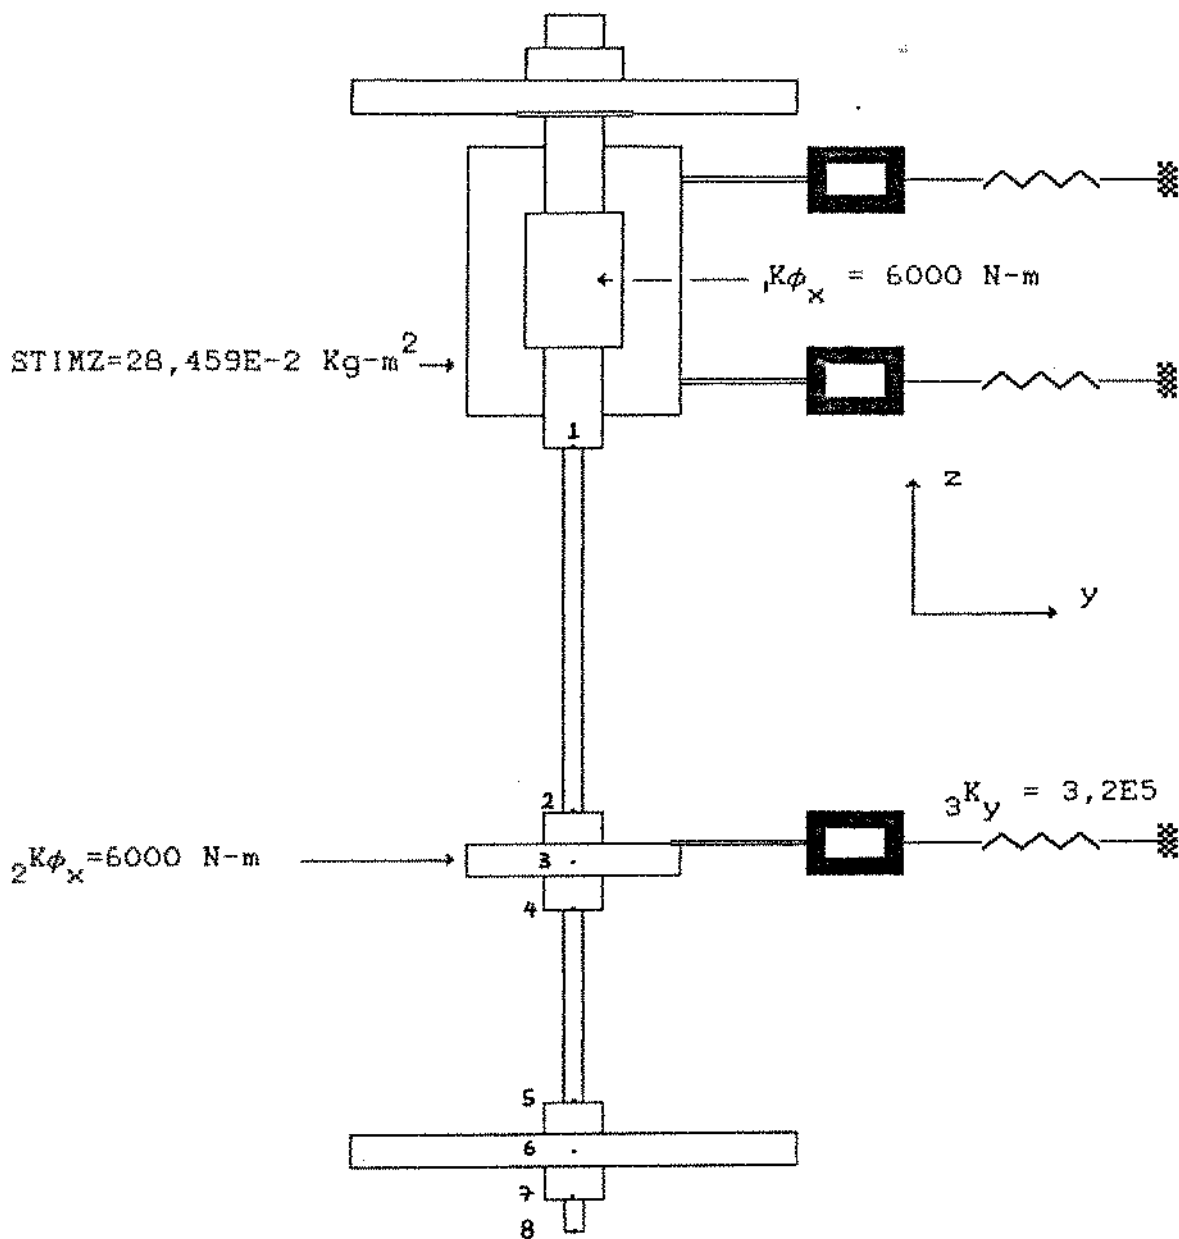 ₁Kϕₓ = 6000 N-m
STIMZ=28,459E-2 Kg-m²
1
z
y
2
₃Ky = 3,2E5
₂Kϕₓ=6000 N-m
3
4
5
6
7
8